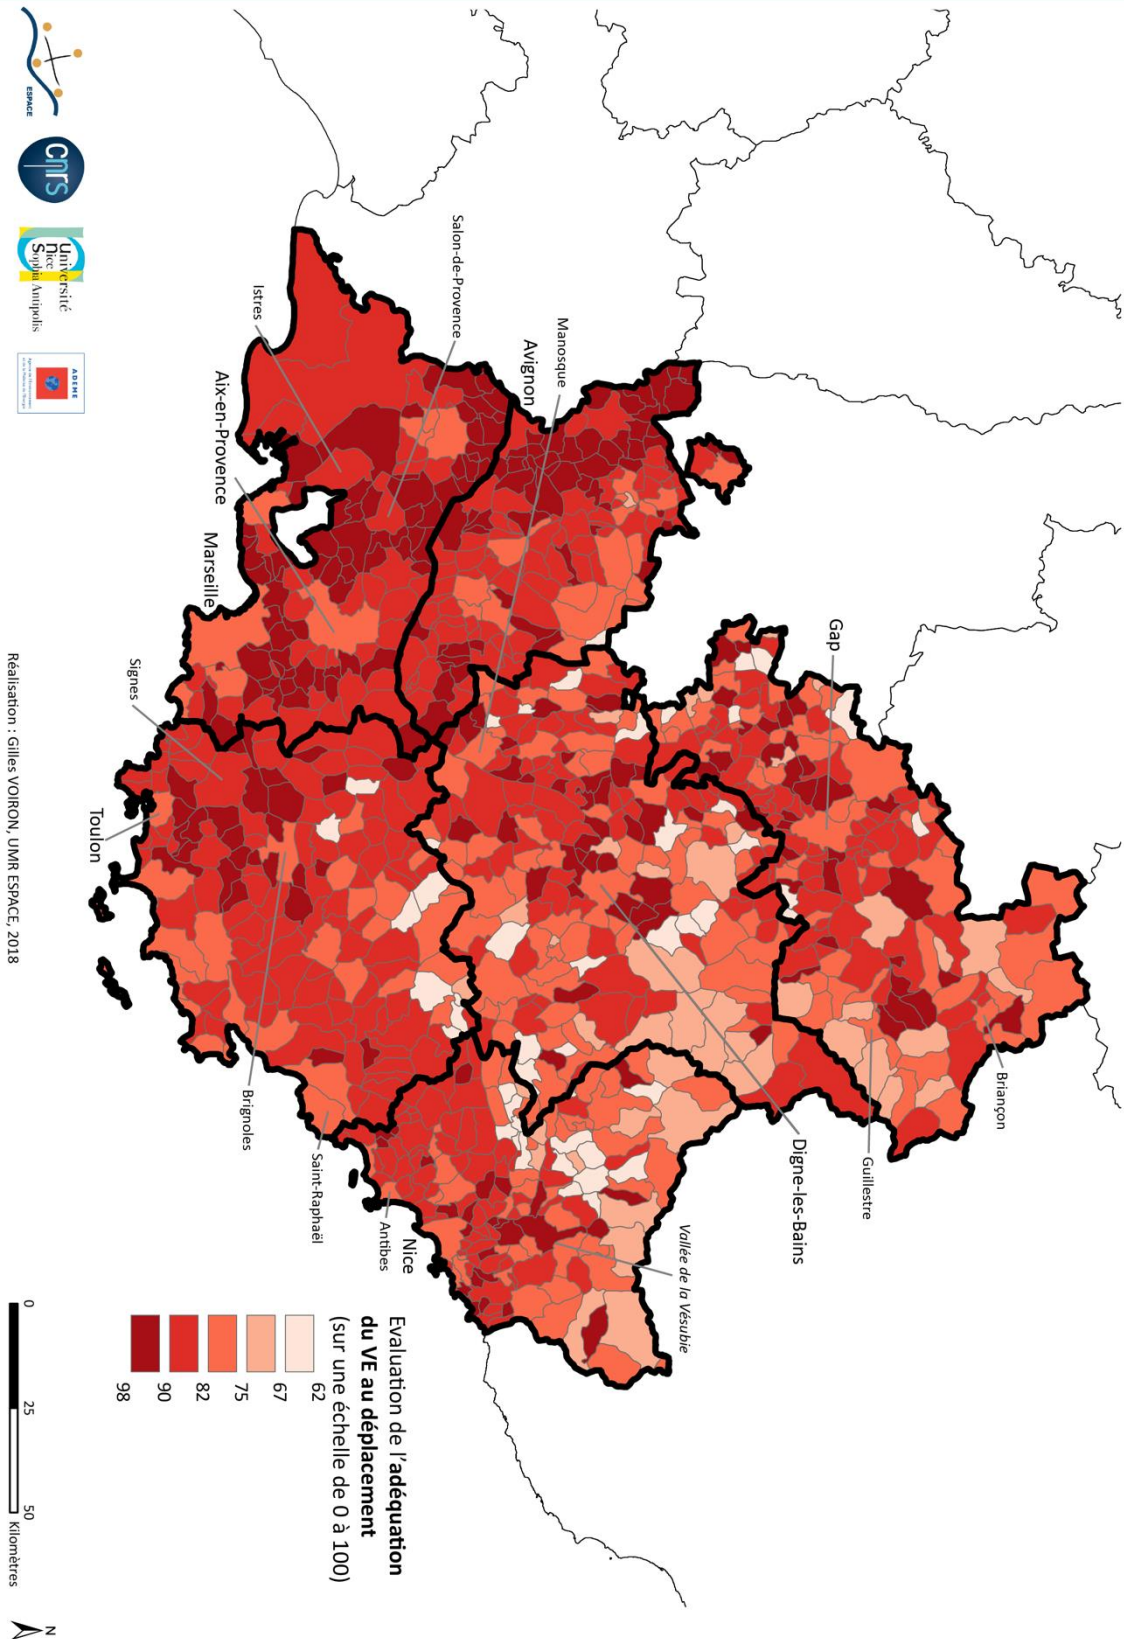 Gap
Briançon
Guillestre
Digne-les-Bains
Vallée de la Vésubie
Manosque
Avignon
Salon-de-Provence
Istres
Aix-en-Provence
Marseille
Signes
Toulon
Brignoles
Saint-Raphaël
Antibes
Nice
Evaluation de l'adéquation
du VE au déplacement
(sur une échelle de 0 à 100)
62
67
75
82
90
98
0 25 50
Kilomètres
N
ESPACE
cnrs
Université
nice
Sophia Antipolis
ADEME
Réalisation : Gilles VOIRON, UMR ESPACE, 2018